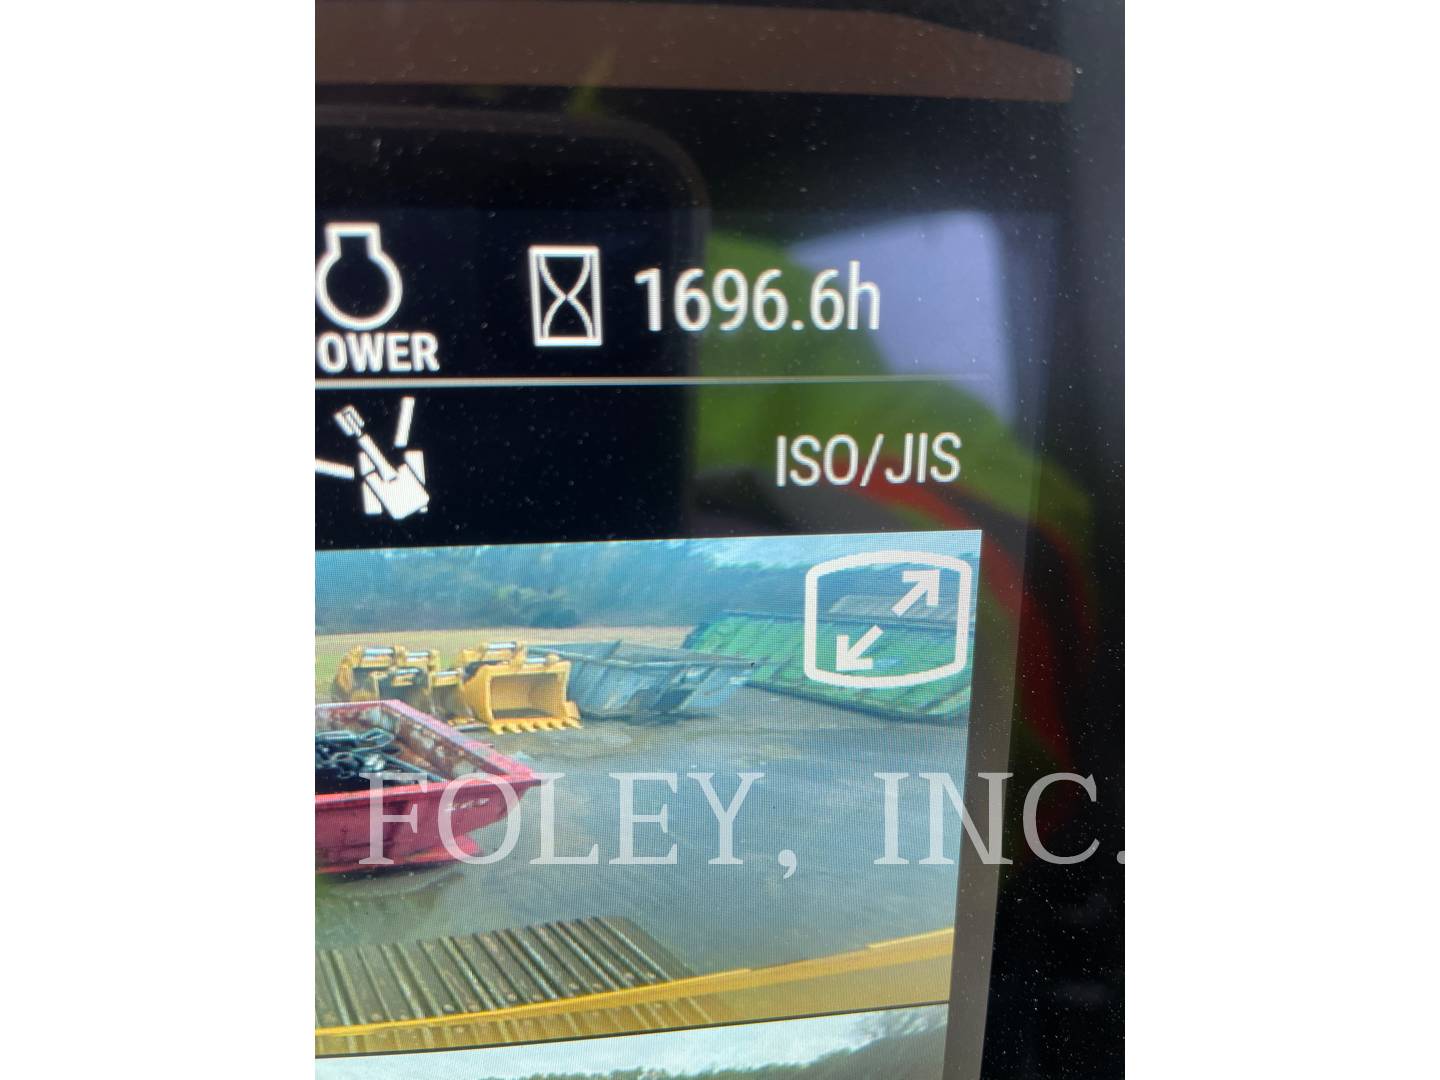 1696.6h
OWER
ISO/JIS
FOLEY, INC.